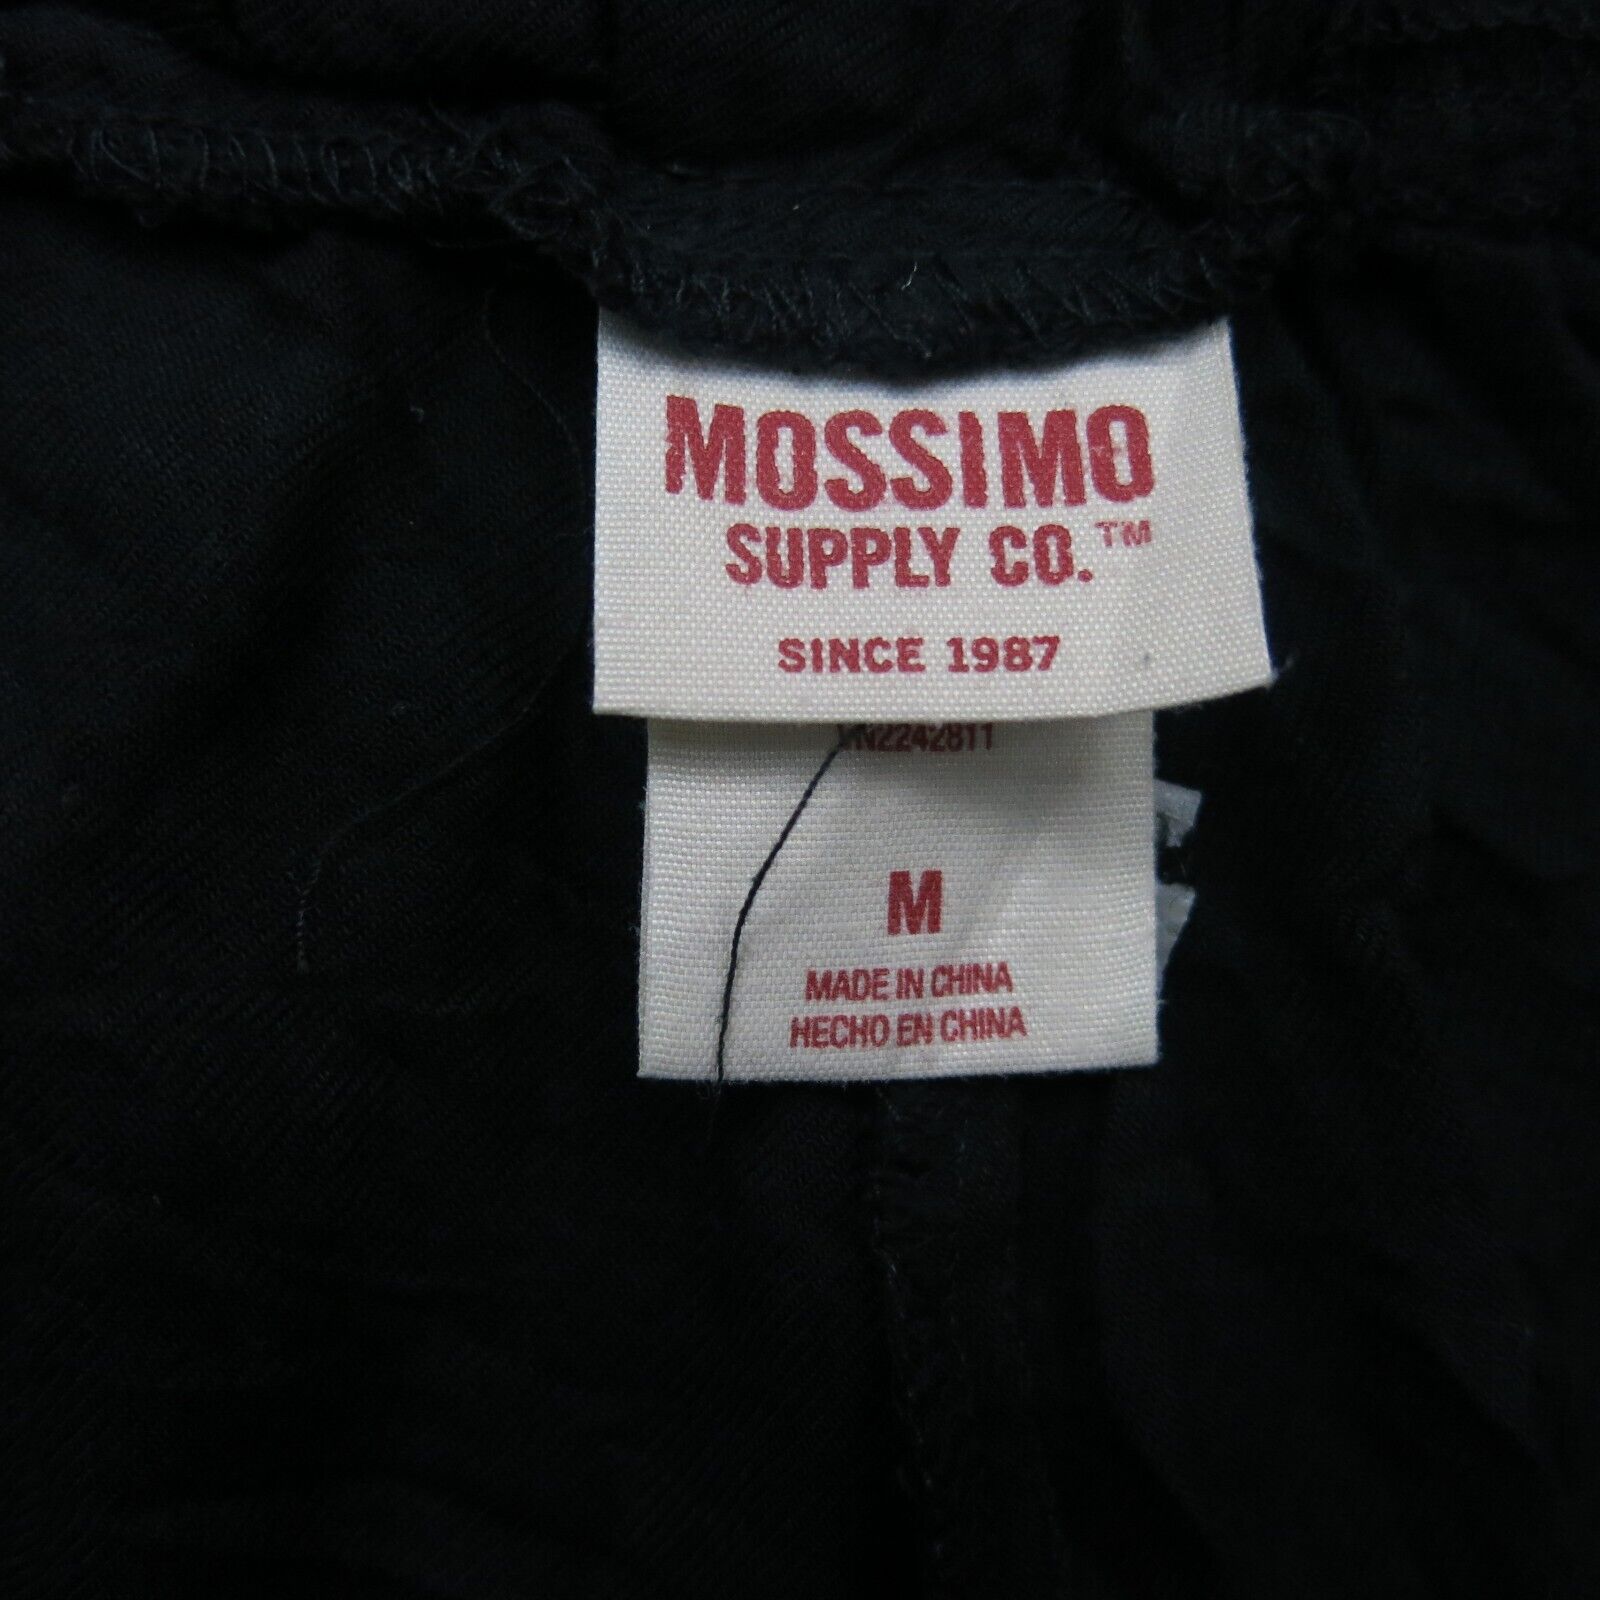 MOSSIMO
SUPPLY CO.™
SINCE 1987
M
MADE IN CHINA
HECHO EN CHINA